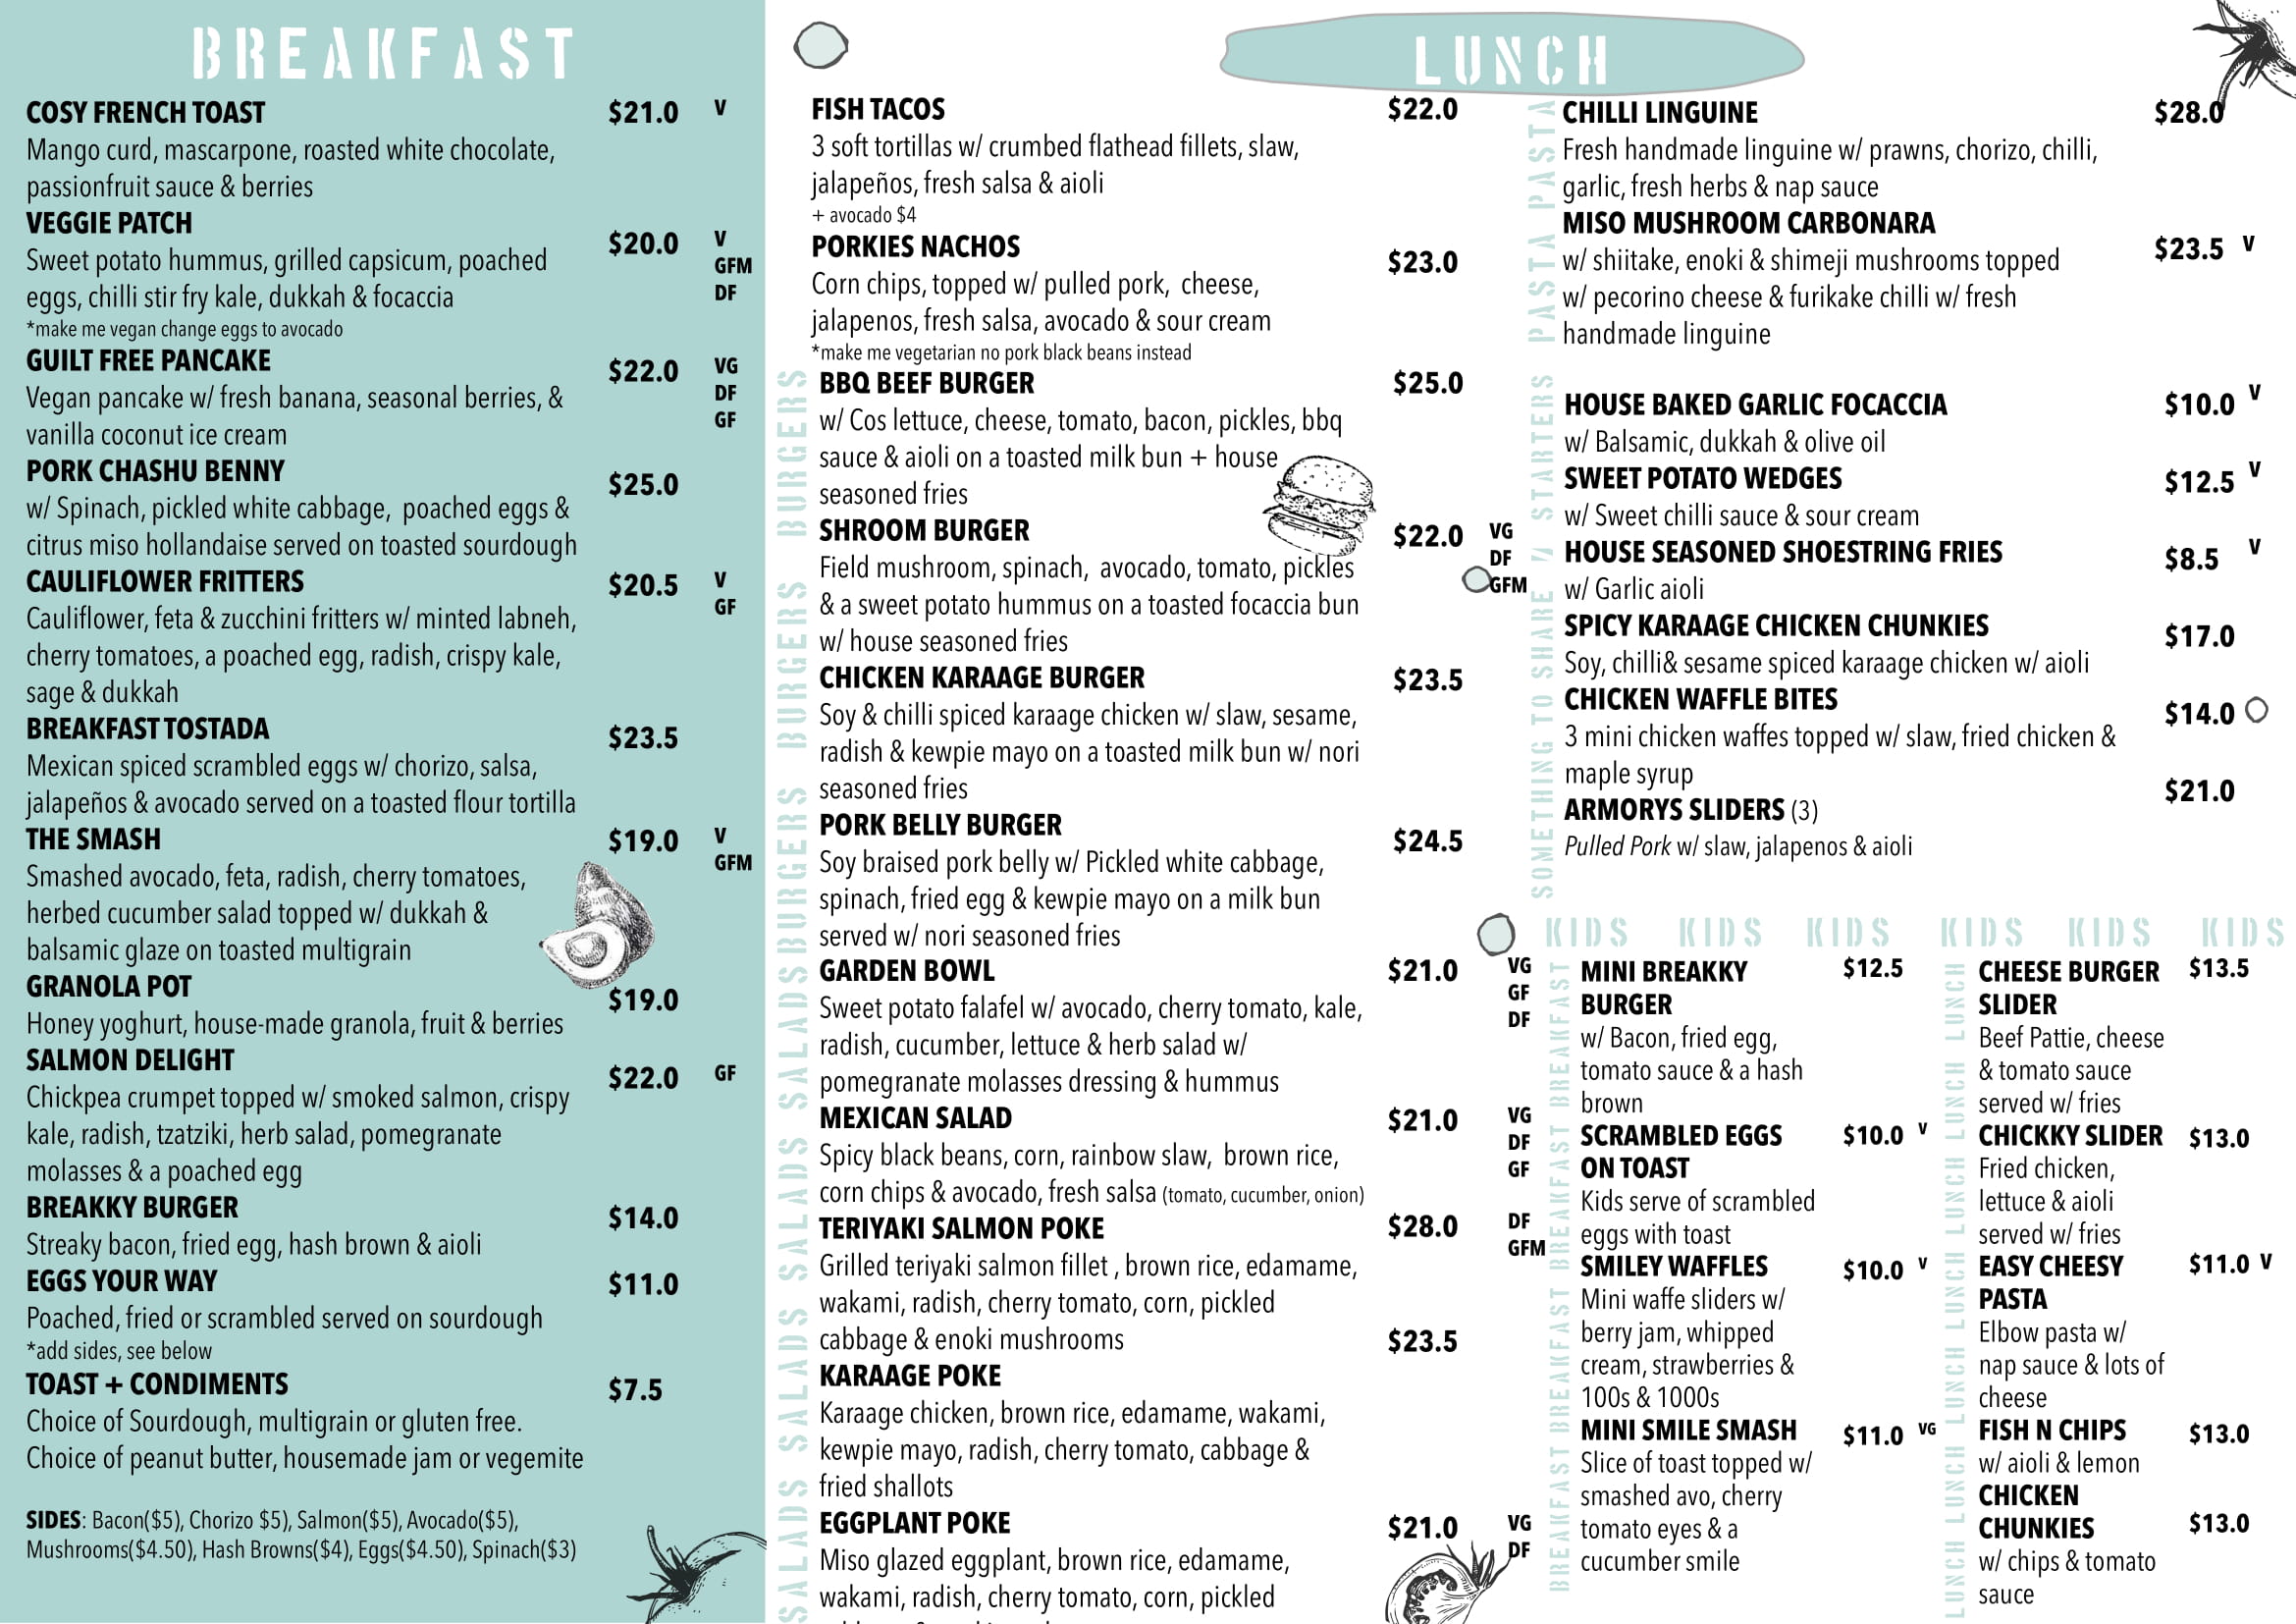 BREAKFAST
COSY FRENCH TOAST $21.0 V
Mango curd, mascarpone, roasted white chocolate,
passionfruit sauce & berries
VEGGIE PATCH
$20.0 V
Sweet potato hummus, grilled capsicum, poached
GFM
eggs, chilli stir fry kale, dukkah & focaccia
DF
*make me vegan change eggs to avocado
GUILT FREE PANCAKE $22.0 VG
Vegan pancake w/ fresh banana, seasonal berries, &
DF
vanilla coconut ice cream
GF
PORK CHASHU BENNY $25.0
w/ Spinach, pickled white cabbage, poached eggs &
citrus miso hollandaise served on toasted sourdough
CAULIFLOWER FRITTERS $20.5 V
GF
Cauliflower, feta & zucchini fritters w/ minted labneh,
cherry tomatoes, a poached egg, radish, crispy kale,
sage & dukkah
BREAKFAST TOSTADA $23.5
Mexican spiced scrambled eggs w/ chorizo, salsa,
jalapeños & avocado served on a toasted flour tortilla
THE SMASH $19.0 V
GFM
Smashed avocado, feta, radish, cherry tomatoes,
herbed cucumber salad topped w/ dukkah &
balsamic glaze on toasted multigrain
GRANOLA POT $19.0
Honey yoghurt, house-made granola, fruit & berries
SALMON DELIGHT $22.0 GF
Chickpea crumpet topped w/ smoked salmon, crispy
kale, radish, tzatziki, herb salad, pomegranate
molasses & a poached egg
BREAKKY BURGER $14.0
Streaky bacon, fried egg, hash brown & aioli
EGGS YOUR WAY $11.0
Poached, fried or scrambled served on sourdough
*add sides, see below
TOAST + CONDIMENTS $7.5
Choice of Sourdough, multigrain or gluten free.
Choice of peanut butter, housemade jam or vegemite
SIDES: Bacon($5), Chorizo $5), Salmon($5), Avocado($5),
Mushrooms($4.50), Hash Browns($4), Eggs($4.50), Spinach($3)
LUNCH
FISH TACOS $22.0
3 soft tortillas w/ crumbed flathead fillets, slaw,
jalapeños, fresh salsa & aioli
+ avocado $4
PORKIES NACHOS $23.0
Corn chips, topped w/ pulled pork, cheese,
jalapenos, fresh salsa, avocado & sour cream
*make me vegetarian no pork black beans instead
BURGERS BURGERS BURGERS BURGERS
BBQ BEEF BURGER $25.0
w/ Cos lettuce, cheese, tomato, bacon, pickles, bbq
sauce & aioli on a toasted milk bun + house
seasoned fries
SHROOM BURGER $22.0 VG
DF
GFM
Field mushroom, spinach, avocado, tomato, pickles
& a sweet potato hummus on a toasted focaccia bun
w/ house seasoned fries
CHICKEN KARAAGE BURGER $23.5
Soy & chilli spiced karaage chicken w/ slaw, sesame,
radish & kewpie mayo on a toasted milk bun w/ nori
seasoned fries
PORK BELLY BURGER $24.5
Soy braised pork belly w/ Pickled white cabbage,
spinach, fried egg & kewpie mayo on a milk bun
served w/ nori seasoned fries
SALADS SALADS SALADS SALADS SALADS
GARDEN BOWL $21.0 VG
GF
DF
Sweet potato falafel w/ avocado, cherry tomato, kale,
radish, cucumber, lettuce & herb salad w/
pomegranate molasses dressing & hummus
MEXICAN SALAD $21.0 VG
DF
GF
Spicy black beans, corn, rainbow slaw, brown rice,
corn chips & avocado, fresh salsa (tomato, cucumber, onion)
TERIYAKI SALMON POKE $28.0 DF
GFM
Grilled teriyaki salmon fillet , brown rice, edamame,
wakami, radish, cherry tomato, corn, pickled
cabbage & enoki mushrooms
$23.5
KARAAGE POKE
Karaage chicken, brown rice, edamame, wakami,
kewpie mayo, radish, cherry tomato, cabbage &
fried shallots
EGGPLANT POKE $21.0 VG
DF
Miso glazed eggplant, brown rice, edamame,
wakami, radish, cherry tomato, corn, pickled
PASTA PASTA
CHILLI LINGUINE $28.0
Fresh handmade linguine w/ prawns, chorizo, chilli,
garlic, fresh herbs & nap sauce
MISO MUSHROOM CARBONARA
$23.5 V
w/ shiitake, enoki & shimeji mushrooms topped
w/ pecorino cheese & furikake chilli w/ fresh
handmade linguine
SOMETHING TO SHARE / STARTERS
HOUSE BAKED GARLIC FOCACCIA $10.0 V
w/ Balsamic, dukkah & olive oil
SWEET POTATO WEDGES $12.5 V
w/ Sweet chilli sauce & sour cream
HOUSE SEASONED SHOESTRING FRIES $8.5 V
w/ Garlic aioli
SPICY KARAAGE CHICKEN CHUNKIES $17.0
Soy, chilli& sesame spiced karaage chicken w/ aioli
CHICKEN WAFFLE BITES $14.0
3 mini chicken waffes topped w/ slaw, fried chicken &
maple syrup
$21.0
ARMORYS SLIDERS (3)
Pulled Pork w/ slaw, jalapenos & aioli
KIDS KIDS KIDS KIDS KIDS KIDS
BREAKFAST BREAKFAST BREAKFAST BREAKFAST BREAKFAST
MINI BREAKKY $12.5
BURGER
w/ Bacon, fried egg,
tomato sauce & a hash
brown
SCRAMBLED EGGS $10.0 V
ON TOAST
Kids serve of scrambled
eggs with toast
SMILEY WAFFLES $10.0 V
Mini waffe sliders w/
berry jam, whipped
cream, strawberries &
100s & 1000s
MINI SMILE SMASH $11.0 VG
Slice of toast topped w/
smashed avo, cherry
tomato eyes & a
cucumber smile
LUNCH LUNCH LUNCH LUNCH LUNCH LUNCH LUNCH LUNCH
CHEESE BURGER $13.5
SLIDER
Beef Pattie, cheese
& tomato sauce
served w/ fries
CHICKKY SLIDER $13.0
Fried chicken,
lettuce & aioli
served w/ fries
EASY CHEESY $11.0 V
PASTA
Elbow pasta w/
nap sauce & lots of
cheese
FISH N CHIPS $13.0
w/ aioli & lemon
CHICKEN
CHUNKIES $13.0
w/ chips & tomato
sauce